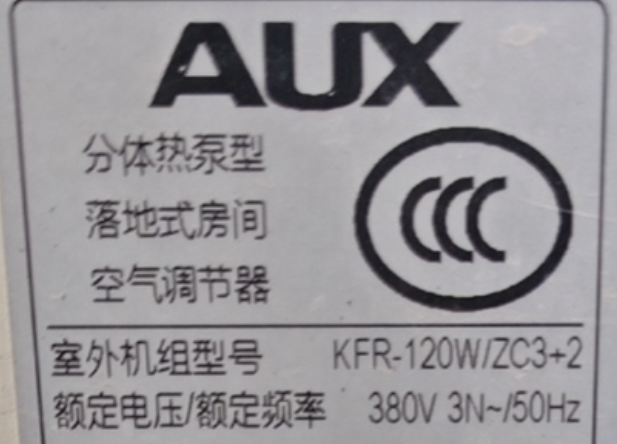 AUX
分体热泵型
落地式房间
空气调节器
CCC
室外机组型号 KFR-120W/ZC3+2
额定电压/额定频率 380V 3N~/50Hz